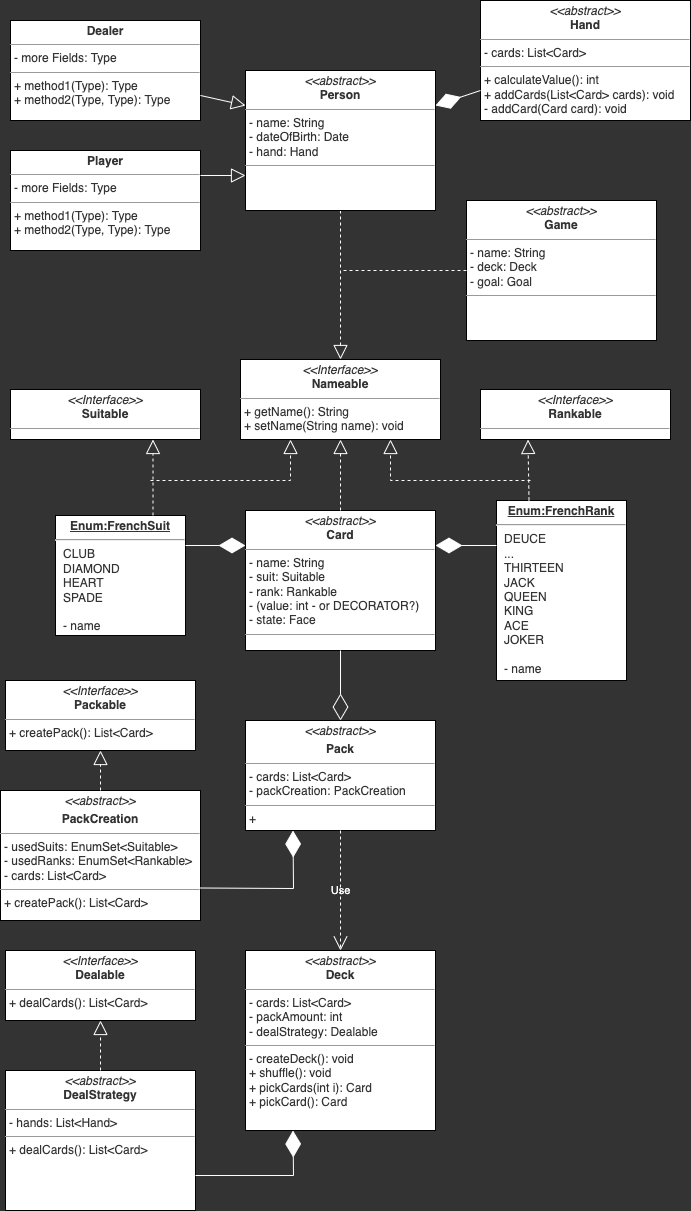 Dealer
- more Fields: Type
+ method1(Type): Type
+ method2(Type, Type): Type
<<abstract>>
Person
- name: String
- dateOfBirth: Date
- hand: Hand
<<abstract>>
Hand
- cards: List<Card>
+ calculateValue(): int
+ addCards(List<Card> cards): void
- addCard(Card card): void
Player
- more Fields: Type
+ method1(Type): Type
+ method2(Type, Type): Type
<<abstract>>
Game
- name: String
- deck: Deck
- goal: Goal
<<Interface>>
Suitable
<<Interface>>
Nameable
+ getName(): String
+ setName(String name): void
<<Interface>>
Rankable
Enum:FrenchSuit
CLUB
DIAMOND
HEART
SPADE
- name
<<abstract>>
Card
- name: String
- suit: Suitable
- rank: Rankable
- (value: int - or DECORATOR?)
- state: Face
Enum:FrenchRank
DEUCE
...
THIRTEEN
JACK
QUEEN
KING
ACE
JOKER
- name
<<Interface>>
Packable
+ createPack(): List<Card>
<<abstract>>
Pack
- cards: List<Card>
- packCreation: PackCreation
+
<<abstract>>
PackCreation
- usedSuits: EnumSet<Suitable>
- usedRanks: EnumSet<Rankable>
- cards: List<Card>
+ createPack(): List<Card>
Use
<<Interface>>
Dealable
+ dealCards(): List<Card>
<<abstract>>
Deck
- cards: List<Card>
- packAmount: int
- dealStrategy: Dealable
- createDeck(): void
+ shuffle(): void
+ pickCards(int i): Card
+ pickCard(): Card
<<abstract>>
DealStrategy
- hands: List<Hand>
+ dealCards(): List<Card>